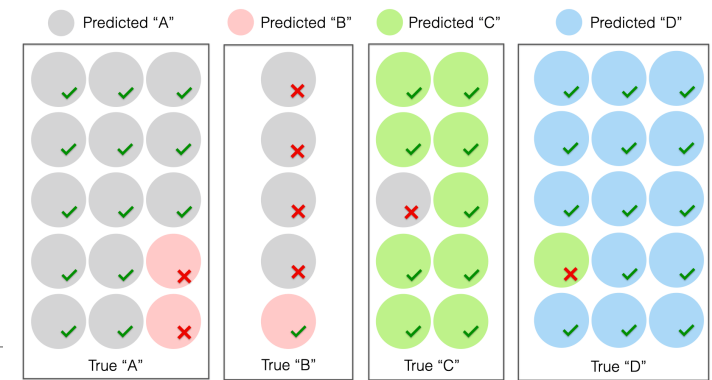 Predicted “A”
Predicted “B”
Predicted “C”
Predicted “D”
True “A”
True “B”
True “C”
True “D”